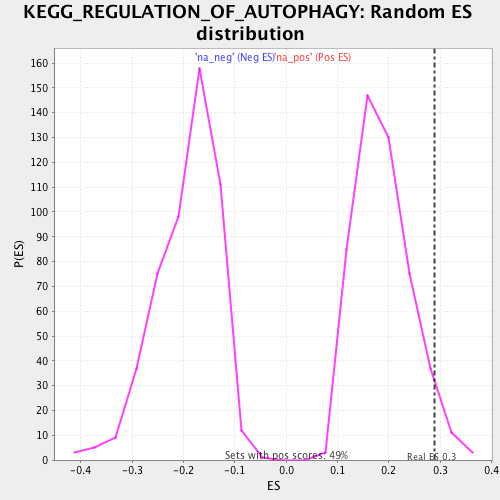 KEGG_REGULATION_OF_AUTOPHAGY: Random ES
distribution
'na_neg' (Neg ES) 'na_pos' (Pos ES)
160
150
140
130
120
110
100
90
80
70
60
50
40
30
20
10
0
P(ES)
Sets with pos scores: 49%
Real ES 0.3
-0.4 -0.3 -0.2 -0.1 0.0 0.1 0.2 0.3 0.4
ES